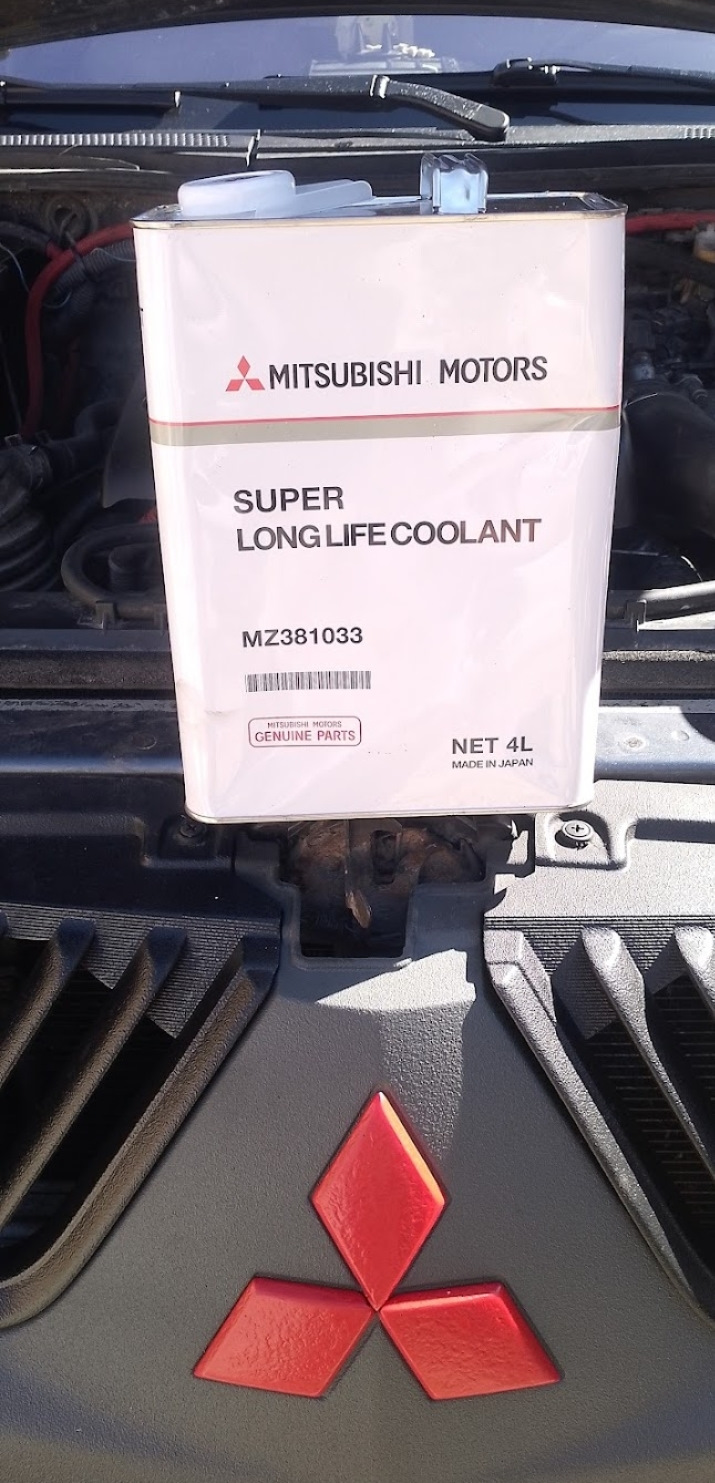 MITSUBISHI MOTORS
SUPER
LONG LIFE COOLANT
MZ381033
MITSUBISHI MOTORS
GENUINE PARTS
NET 4L
MADE IN JAPAN